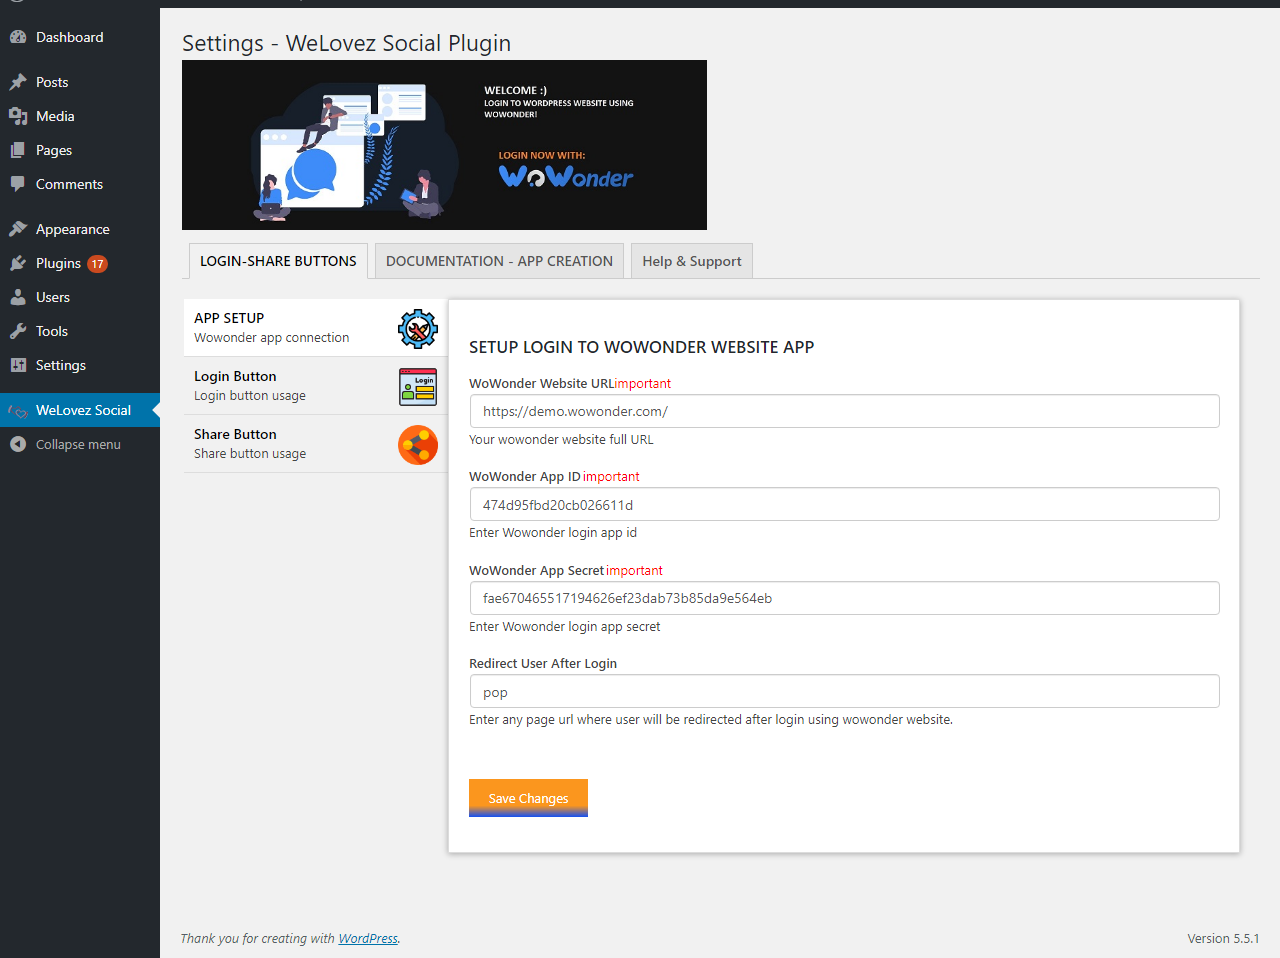 Dashboard
Posts
Media
Pages
Comments
Appearance
Plugins 17
Users
Tools
Settings
WeLovez Social
Collapse menu
Settings - WeLovez Social Plugin
WELCOME :)
LOGIN TO WORDPRESS WEBSITE USING
WOWONDER!
LOGIN NOW WITH:
WoWonder
LOGIN-SHARE BUTTONS
DOCUMENTATION - APP CREATION
Help & Support
APP SETUP
Wowonder app connection
Login Button
Login button usage
Login
Share Button
Share button usage
SETUP LOGIN TO WOWONDER WEBSITE APP
WoWonder Website URLimportant
https://demo.wowonder.com/
Your wowonder website full URL
WoWonder App ID important
474d95fbd20cb026611d
Enter Wowonder login app id
WoWonder App Secret important
fae670465517194626ef23dab73b85da9e564eb
Enter Wowonder login app secret
Redirect User After Login
pop
Enter any page url where user will be redirected after login using wowonder website.
Save Changes
Thank you for creating with WordPress.
Version 5.5.1